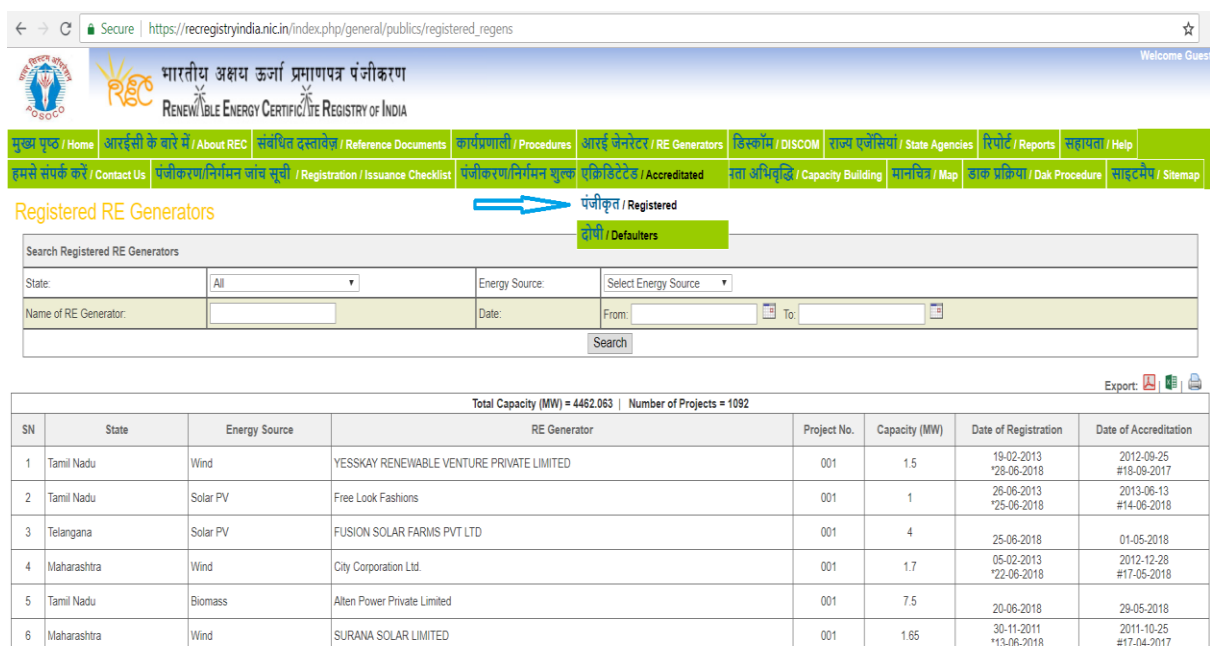 Secure | https://recregistryindia.nic.in/index.php/general/publics/registered_regens
Welcome Guest
भारतीय अक्षय ऊर्जा प्रमाणपत्र पंजीकरण
REC
RENEWABLE ENERGY CERTIFICATE REGISTRY OF INDIA
POSOCO
मुख्य पृष्ठ / Home आरईसी के बारे में / About REC संबंधित दस्तावेज़ / Reference Documents कार्यप्रणाली / Procedures आरई जेनरेटर / RE Generators डिस्कॉम / DISCOM राज्य एजेंसियां / State Agencies रिपोर्ट / Reports सहायता / Help
हमसे संपर्क करें / Contact Us पंजीकरण/निर्गमन जांच सूची / Registration / Issuance Checklist पंजीकरण/निर्गमन शुल्क एक्रिडिटेटेड / Accreditated मता अभिवृद्धि / Capacity Building मानचित्र / Map डाक प्रक्रिया / Dak Procedure साइटमैप / Sitemap
पंजीकृत / Registered
Registered RE Generators
दोषी / Defaulters
Search Registered RE Generators
State: All Energy Source: Select Energy Source
Name of RE Generator: Date: From: To:
Search
Export: | |
Total Capacity (MW) = 4462.063 | Number of Projects = 1092
SN State Energy Source RE Generator Project No. Capacity (MW) Date of Registration Date of Accreditation
1 Tamil Nadu Wind YESSKAY RENEWABLE VENTURE PRIVATE LIMITED 001 1.5 19-02-2013 2012-09-25
*28-06-2018 #18-09-2017
2 Tamil Nadu Solar PV Free Look Fashions 001 1 26-06-2013 2013-06-13
*25-06-2018 #14-06-2018
3 Telangana Solar PV FUSION SOLAR FARMS PVT LTD 001 4 25-06-2018 01-05-2018
4 Maharashtra Wind City Corporation Ltd. 001 1.7 05-02-2013 2012-12-28
*22-06-2018 #17-05-2018
5 Tamil Nadu Biomass Alten Power Private Limited 001 7.5 20-06-2018 29-05-2018
6 Maharashtra Wind SURANA SOLAR LIMITED 001 1.65 30-11-2011 2011-10-25
*13-06-2018 #17-04-2017